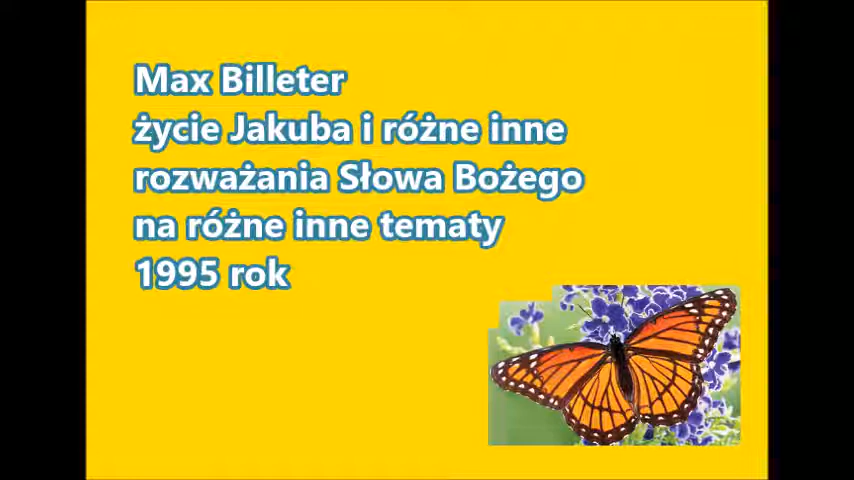 Max Billeter
życie Jakuba i różne inne
rozważania Słowa Bożego
na różne inne tematy
1995 rok